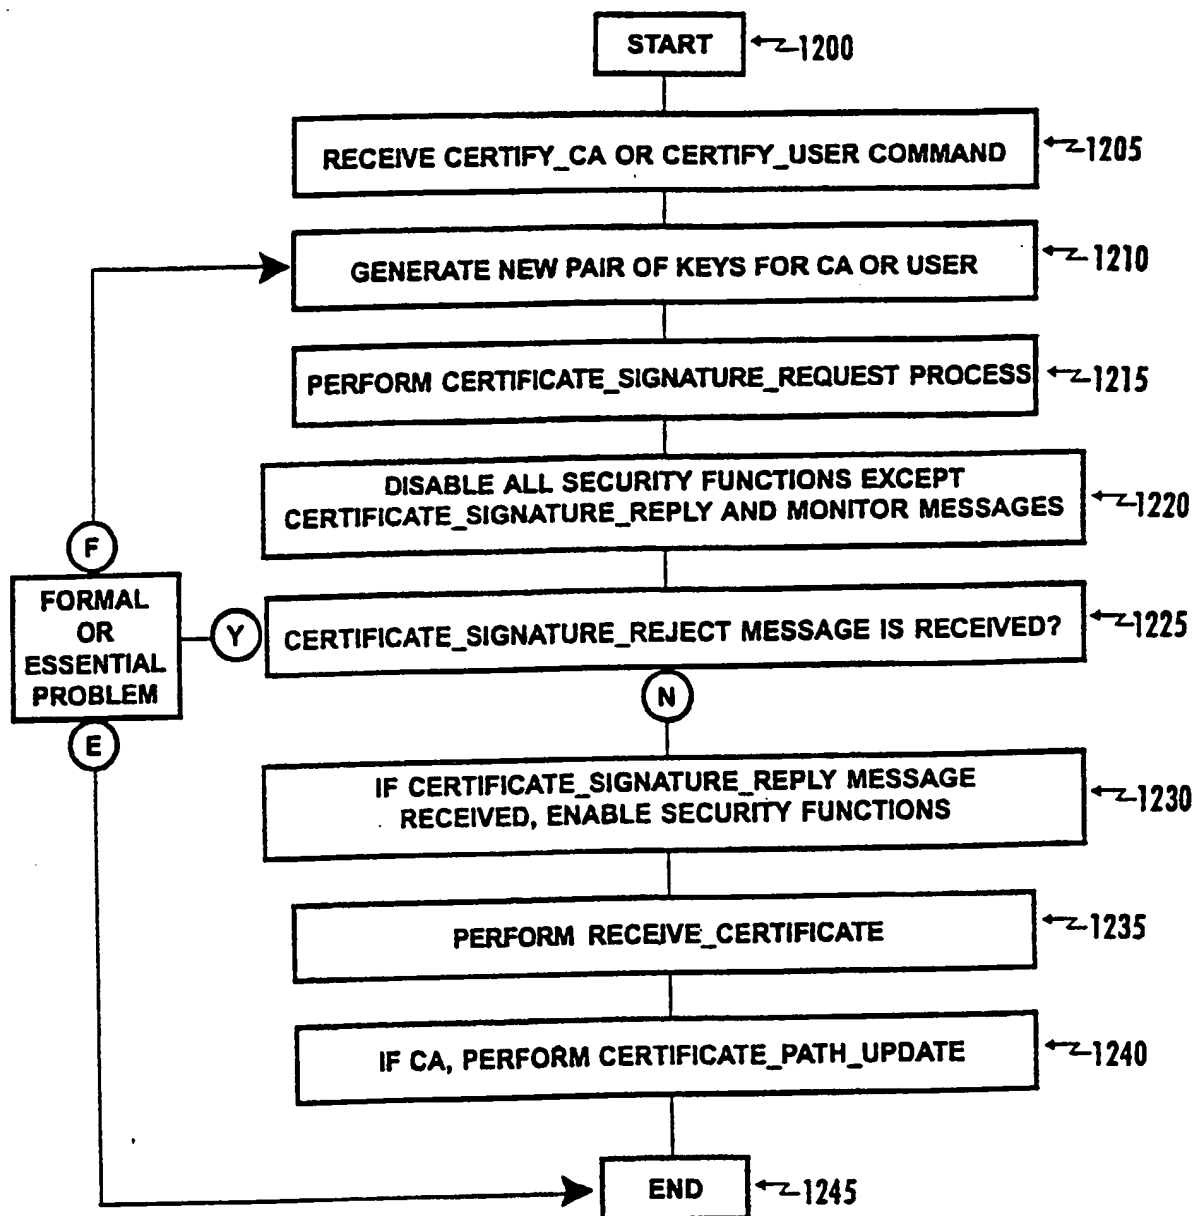 START
1200
RECEIVE CERTIFY_CA OR CERTIFY_USER COMMAND
1205
GENERATE NEW PAIR OF KEYS FOR CA OR USER
1210
PERFORM CERTIFICATE_SIGNATURE_REQUEST PROCESS
1215
DISABLE ALL SECURITY FUNCTIONS EXCEPT
CERTIFICATE_SIGNATURE_REPLY AND MONITOR MESSAGES
1220
F
FORMAL
OR
ESSENTIAL
PROBLEM
Y
CERTIFICATE_SIGNATURE_REJECT MESSAGE IS RECEIVED?
1225
N
E
IF CERTIFICATE_SIGNATURE_REPLY MESSAGE
RECEIVED, ENABLE SECURITY FUNCTIONS
1230
PERFORM RECEIVE_CERTIFICATE
1235
IF CA, PERFORM CERTIFICATE_PATH_UPDATE
1240
END
1245